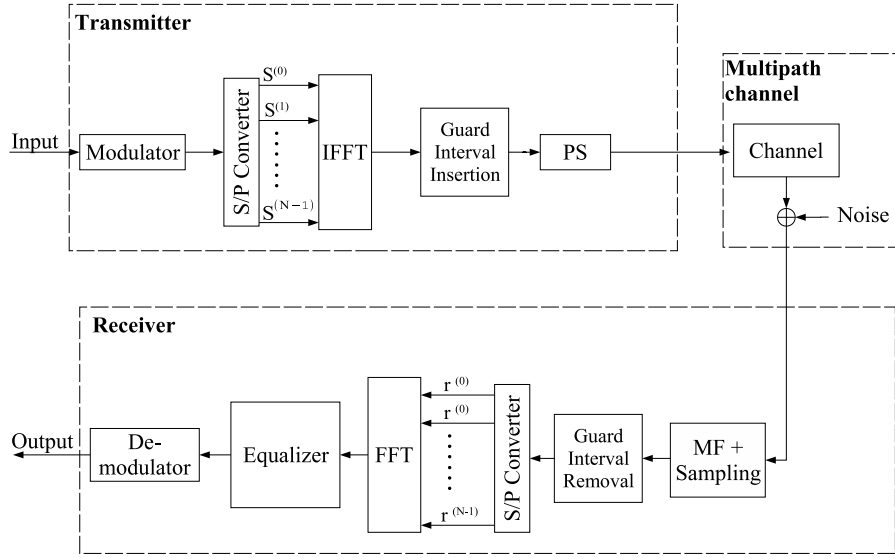 Transmitter
Input
Modulator
S/P Converter
S(0)
S(1)
S(N-1)
IFFT
Guard
Interval
Insertion
PS
Multipath
channel
Channel
Noise
Receiver
Output
De-
modulator
Equalizer
FFT
r (0)
r (0)
r (N-1)
S/P Converter
Guard
Interval
Removal
MF +
Sampling